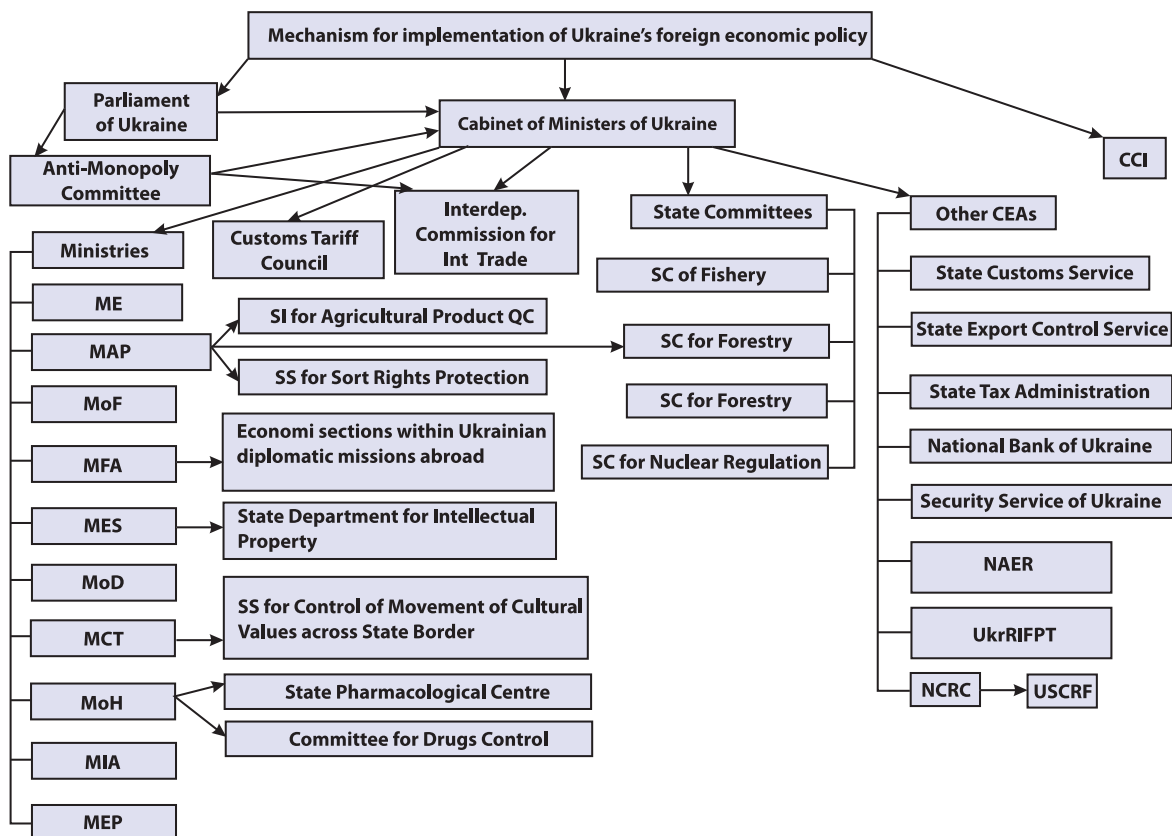 Mechanism for implementation of Ukraine's foreign economic policy
Parliament
of Ukraine
Cabinet of Ministers of Ukraine
CCI
Anti-Monopoly
Committee
Interdep.
Commission for
Int Trade
State Committees
Other CEAs
Ministries
Customs Tariff
Council
SC of Fishery
State Customs Service
ME
SI for Agricultural Product QC
State Export Control Service
MAP
SC for Forestry
SS for Sort Rights Protection
State Tax Administration
MoF
SC for Forestry
Economi sections within Ukrainian
diplomatic missions abroad
National Bank of Ukraine
MFA
SC for Nuclear Regulation
Security Service of Ukraine
MES
State Department for Intellectual
Property
NAER
MoD
SS for Control of Movement of Cultural
Values across State Border
MCT
UkrRIFPT
MoH
State Pharmacological Centre
NCRC
USCRF
Committee for Drugs Control
MIA
MEP